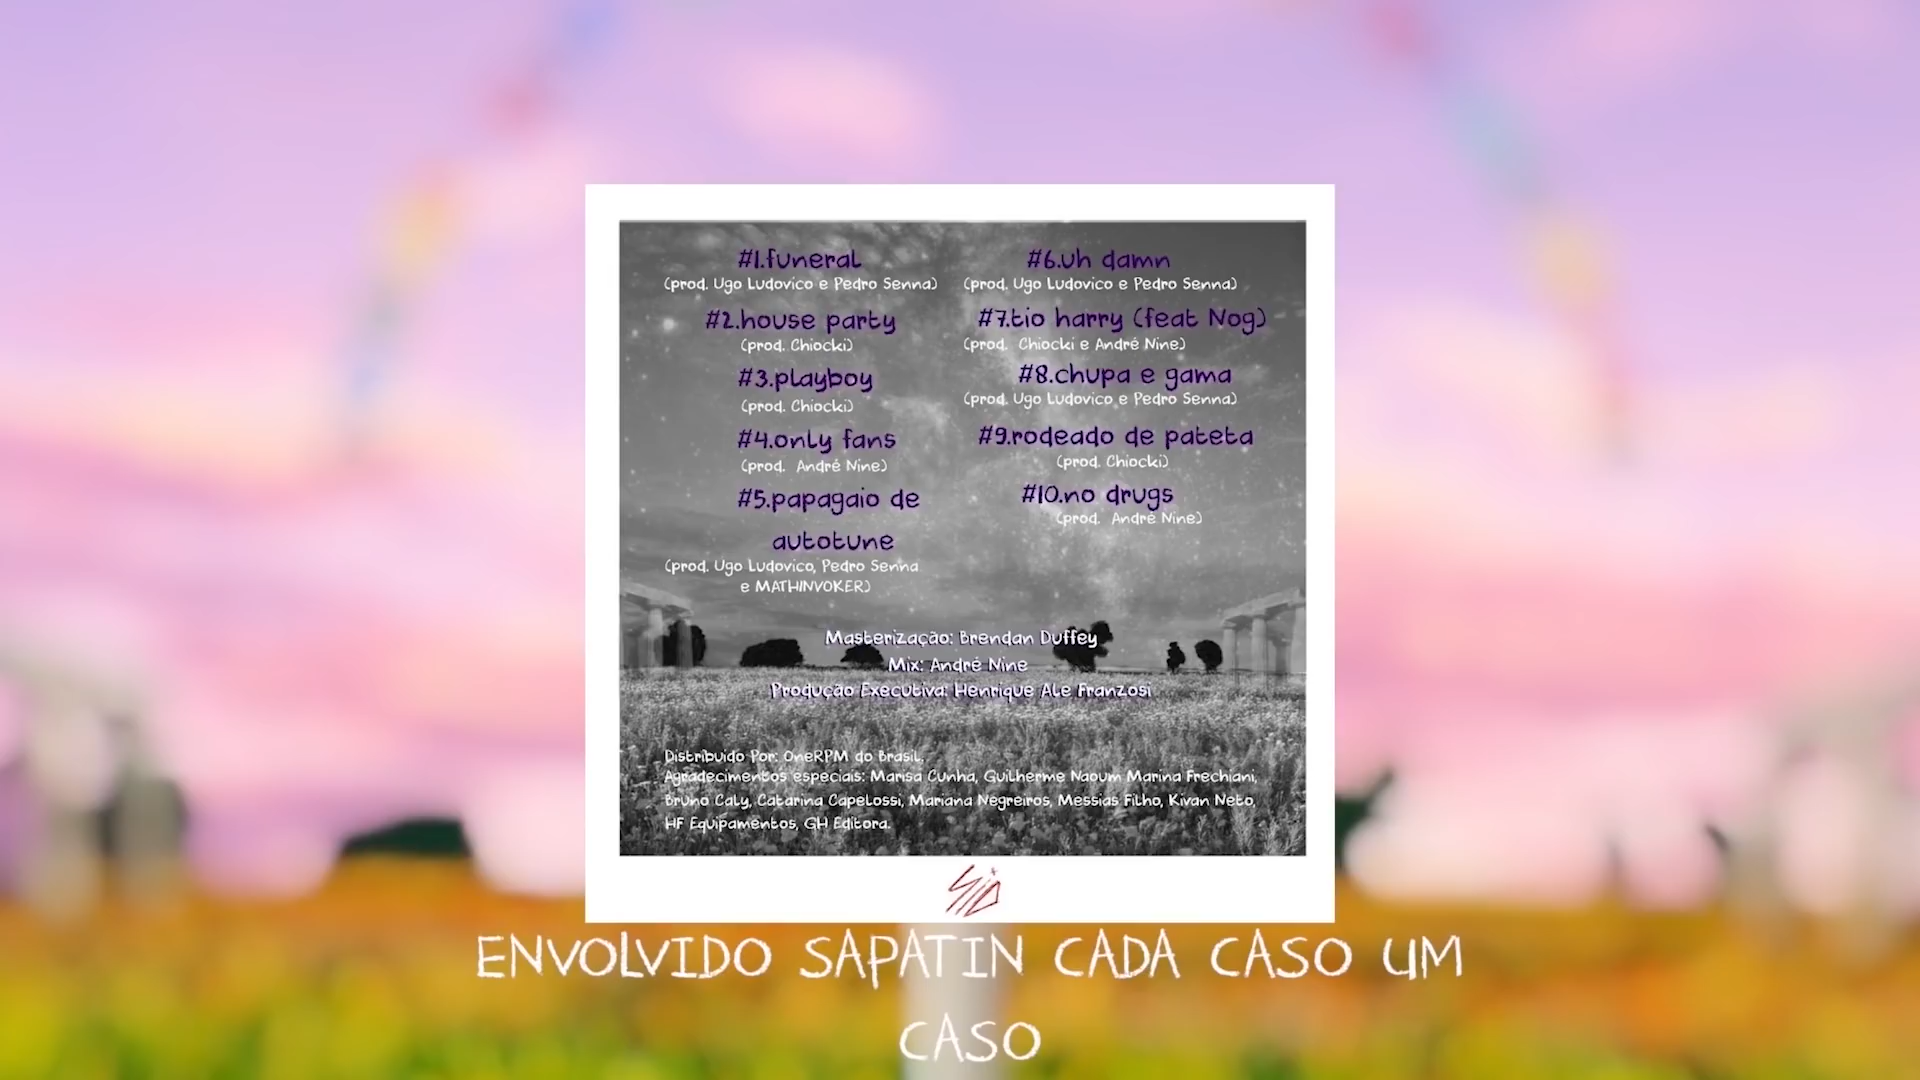 #1.funeral
(prod. Ugo Ludovico e Pedro Senna)
#2.house party
(prod. Chiocki)
#3.playboy
(prod. Chiocki)
#4.only fans
(prod. André Nine)
#5.papagaio de
autotune
(prod. Ugo Ludovico, Pedro Senna
e MATHINVOKER)
#6.uh damn
(prod. Ugo Ludovico e Pedro Senna)
#7.tio harry (feat Nog)
(prod. Chiocki e André Nine)
#8.chupa e gama
(prod. Ugo Ludovico e Pedro Senna)
#9.rodeado de pateta
(prod. Chiocki)
#10.no drugs
(prod. André Nine)
Masterização: Brendan Duffey
Mix: André Nine
Produção Executiva: Henrique Ale Franzosi
Distribuido Por: OneRPM do Brasil.
Agradecimentos especiais: Marisa Cunha, Guilherme Naoum Marina Frechiani,
Bruno Caly, Catarina Capelossi, Mariana Negreiros, Messias Filho, Kivan Neto,
HF Equipamentos, GH Editora.
SID
ENVOLVIDO SAPATIN CADA CASO UM
CASO